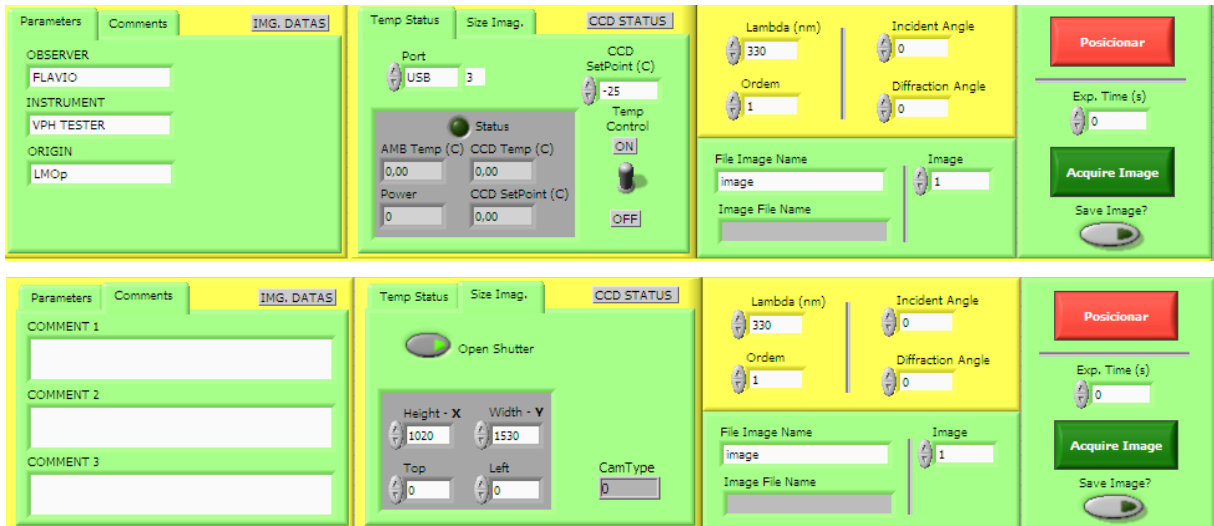 Parameters Comments IMG. DATAS
OBSERVER
FLAVIO
INSTRUMENT
VPH TESTER
ORIGIN
LMOp
Temp Status Size Imag. CCD STATUS
Port
USB 3
CCD
SetPoint (C)
-25
Temp
Control
ON
OFF
Status
AMB Temp (C) CCD Temp (C)
0,00 0,00
Power CCD SetPoint (C)
0 0,00
Lambda (nm) Incident Angle
330 0
Ordem Diffraction Angle
1 0
File Image Name Image
image 1
Image File Name
Posicionar
Exp. Time (s)
0
Acquire Image
Save Image?
Parameters Comments IMG. DATAS
COMMENT 1
COMMENT 2
COMMENT 3
Temp Status Size Imag. CCD STATUS
Open Shutter
Height - X Width - Y
1020 1530
Top Left
0 0
CamType
0
Lambda (nm) Incident Angle
330 0
Ordem Diffraction Angle
1 0
File Image Name Image
image 1
Image File Name
Posicionar
Exp. Time (s)
0
Acquire Image
Save Image?